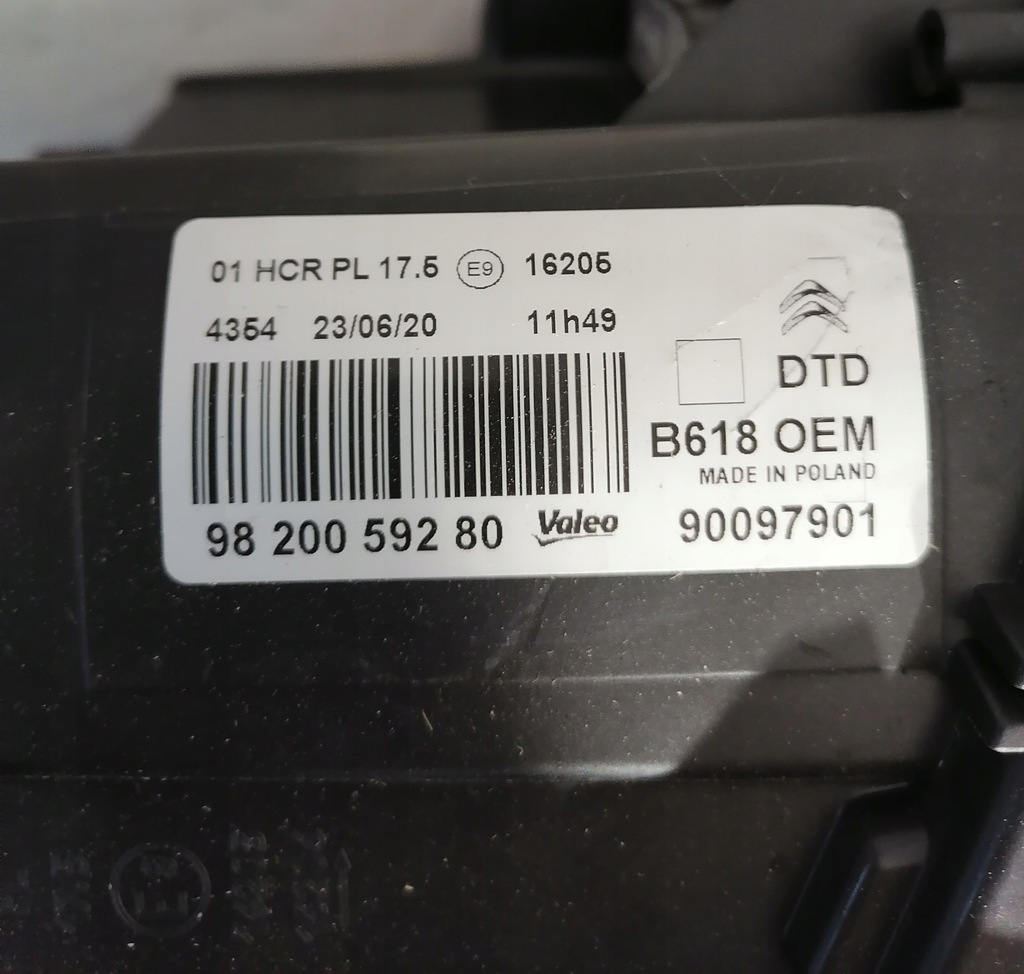 01 HCR PL 17.5 E9 16205
4354 23/06/20 11h49
DTD
B618 OEM
MADE IN POLAND
98 200 592 80 Valeo 90097901